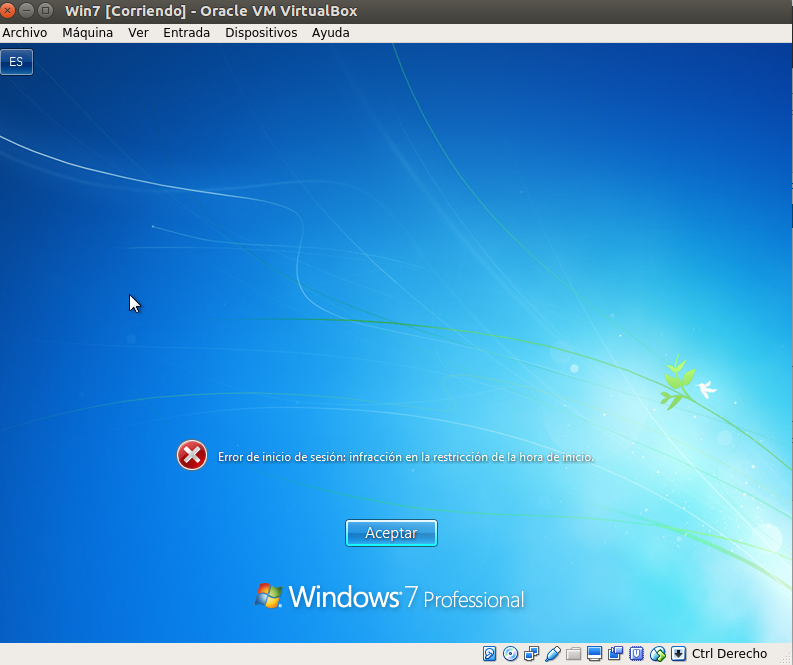 Win7 [Corriendo] - Oracle VM VirtualBox
Archivo Máquina Ver Entrada Dispositivos Ayuda
ES
Error de inicio de sesión: infracción en la restricción de la hora de inicio.
Aceptar
Windows 7 Professional
Ctrl Derecho